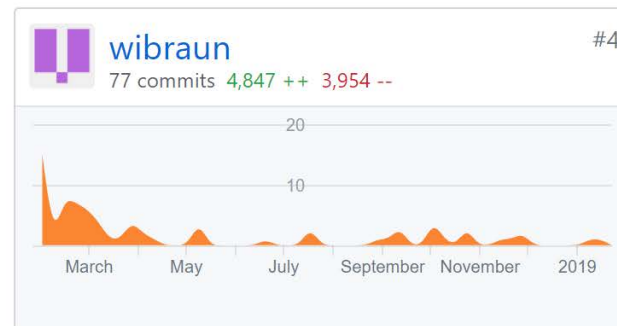 wibraun
#4
77 commits 4,847 ++ 3,954 --
20
10
March May July September November 2019